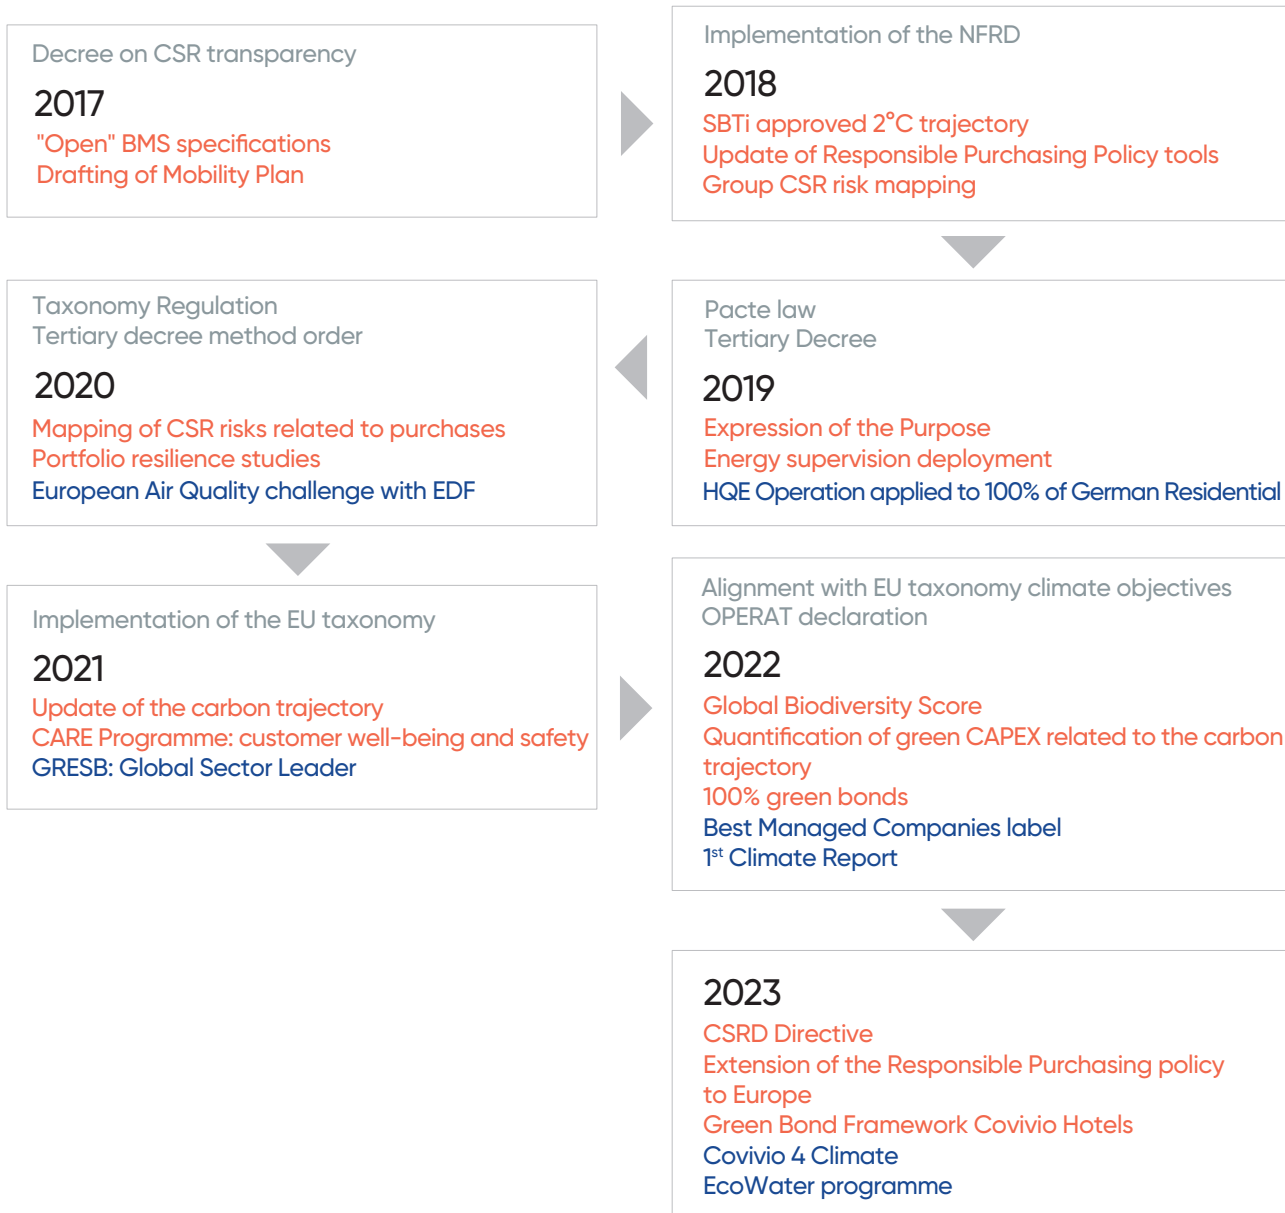 Decree on CSR transparency
2017
"Open" BMS specifications
Drafting of Mobility Plan
Implementation of the NFRD
2018
SBTi approved 2°C trajectory
Update of Responsible Purchasing Policy tools
Group CSR risk mapping
Pacte law
Tertiary Decree
2019
Expression of the Purpose
Energy supervision deployment
HQE Operation applied to 100% of German Residential
Taxonomy Regulation
Tertiary decree method order
2020
Mapping of CSR risks related to purchases
Portfolio resilience studies
European Air Quality challenge with EDF
Implementation of the EU taxonomy
2021
Update of the carbon trajectory
CARE Programme: customer well-being and safety
GRESB: Global Sector Leader
Alignment with EU taxonomy climate objectives
OPERAT declaration
2022
Global Biodiversity Score
Quantification of green CAPEX related to the carbon
trajectory
100% green bonds
Best Managed Companies label
1st Climate Report
2023
CSRD Directive
Extension of the Responsible Purchasing policy
to Europe
Green Bond Framework Covivio Hotels
Covivio 4 Climate
EcoWater programme